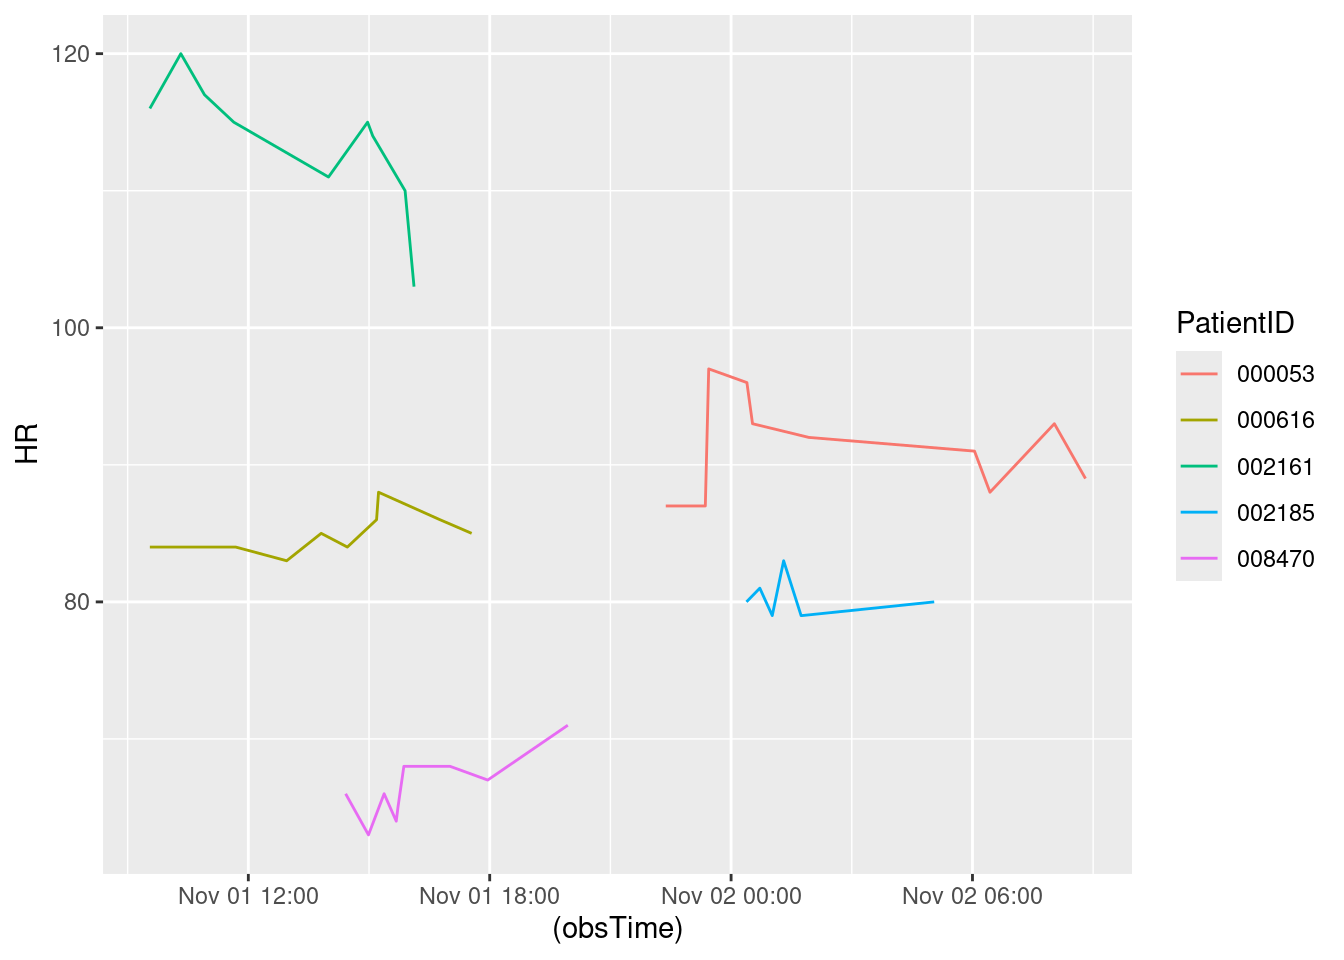 120
100
80
HR
Nov 01 12:00
Nov 01 18:00
Nov 02 00:00
Nov 02 06:00
(obsTime)
PatientID
000053
000616
002161
002185
008470